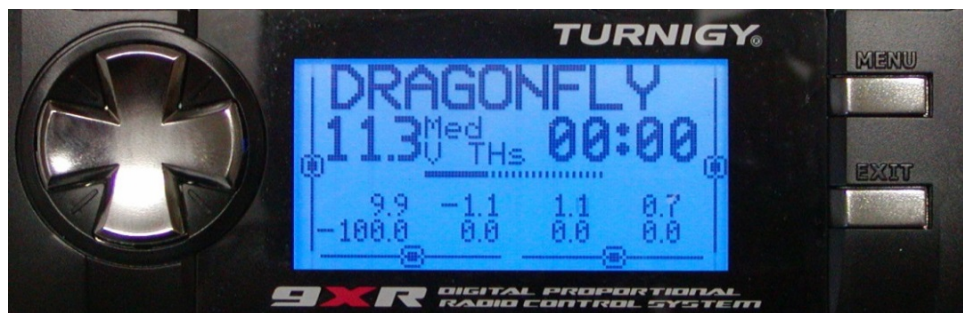 TURNIGY®
MENU
DRAGONFLY
11.3V Med THs 00:00
EXIT
9.9 -1.1 1.1 0.7
-100.0 0.0 0.0 0.0
9XR DIGITAL PROPORTIONAL
RADIO CONTROL SYSTEM